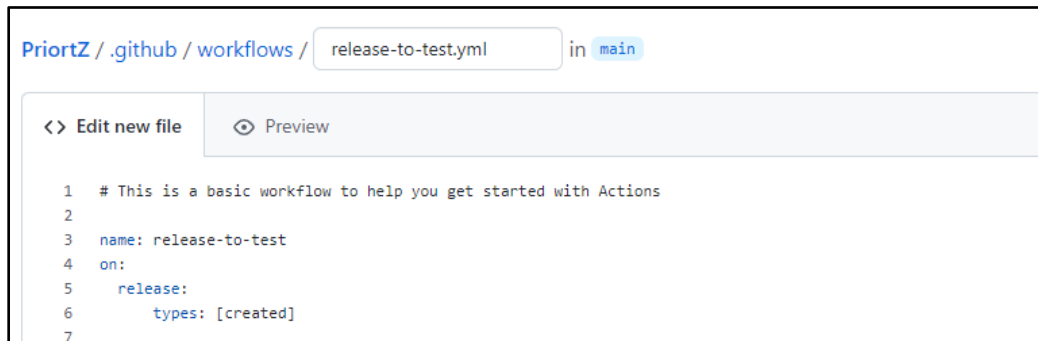 PriortZ / .github / workflows / release-to-test.yml in main
<> Edit new file Preview
1 # This is a basic workflow to help you get started with Actions
2
3 name: release-to-test
4 on:
5 release:
6 types: [created]
7